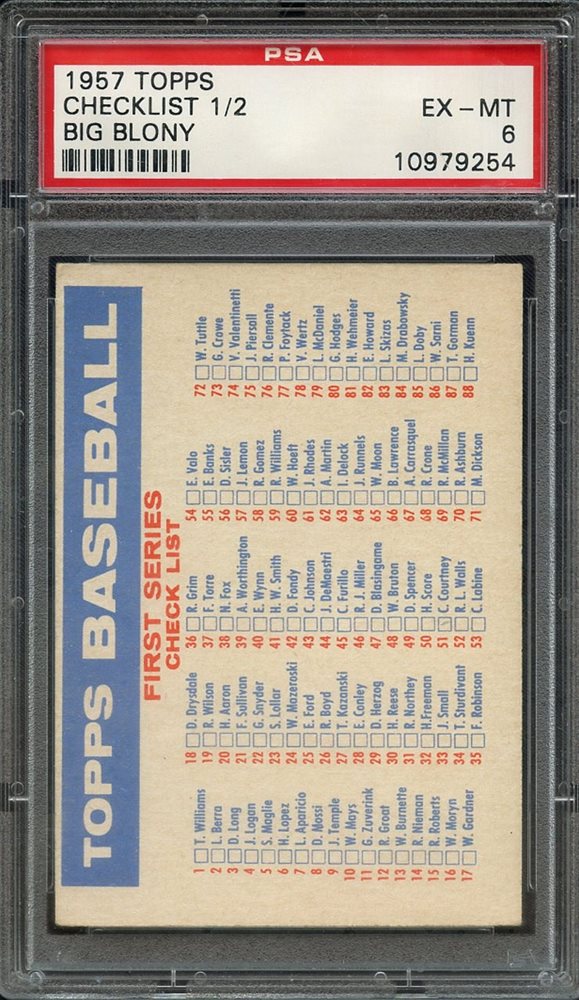 PSA
1957 TOPPS
CHECKLIST 1/2
BIG BLONY
EX - MT
6
10979254
TOPPS BASEBALL
FIRST SERIES
CHECK LIST
1 T. Williams
2 L. Berra
3 D. Long
4 J. Logan
5 S. Maglie
6 H. Lopez
7 L. Aparicio
8 D. Mossi
9 J. Temple
10 W. Mays
11 G. Zuverink
12 R. Groat
13 W. Burnette
14 R. Nieman
15 R. Roberts
16 W. Moryn
17 W. Gardner
18 D. Drysdale
19 R. Wilson
20 H. Aaron
21 F. Sullivan
22 G. Snyder
23 S. Lollar
24 W. Mazeroski
25 E. Ford
26 R. Boyd
27 T. Kazanski
28 E. Conley
29 D. Herzog
30 H. Reese
31 R. Northey
32 H. Freeman
33 J. Small
34 T. Sturdivant
35 F. Robinson
36 R. Grim
37 F. Torre
38 N. Fox
39 A. Worthington
40 E. Wynn
41 H. W. Smith
42 D. Fondy
43 C. Johnson
44 J. DeMaestri
45 C. Furillo
46 R. J. Miller
47 D. Blasingame
48 W. Bruton
49 D. Spencer
50 H. Score
51 C. Courtney
52 R. L. Walls
53 C. Labine
54 E. Valo
55 E. Banks
56 D. Sisler
57 J. Lemon
58 R. Gomez
59 R. Williams
60 W. Hoeft
61 J. Rhodes
62 A. Martin
63 I. Delock
64 J. Runnels
65 W. Moon
66 B. Lawrence
67 A. Carrasquel
68 R. Crone
69 R. McMillan
70 R. Ashburn
71 M. Dickson
72 W. Tuttle
73 G. Crowe
74 V. Valentinetti
75 J. Piersall
76 R. Clemente
77 P. Foytack
78 V. Wertz
79 L. McDaniel
80 G. Hodges
81 H. Wehmeier
82 E. Howard
83 L. Skizas
84 M. Drabowsky
85 L. Doby
86 W. Sarni
87 T. Gorman
88 H. Kuenn